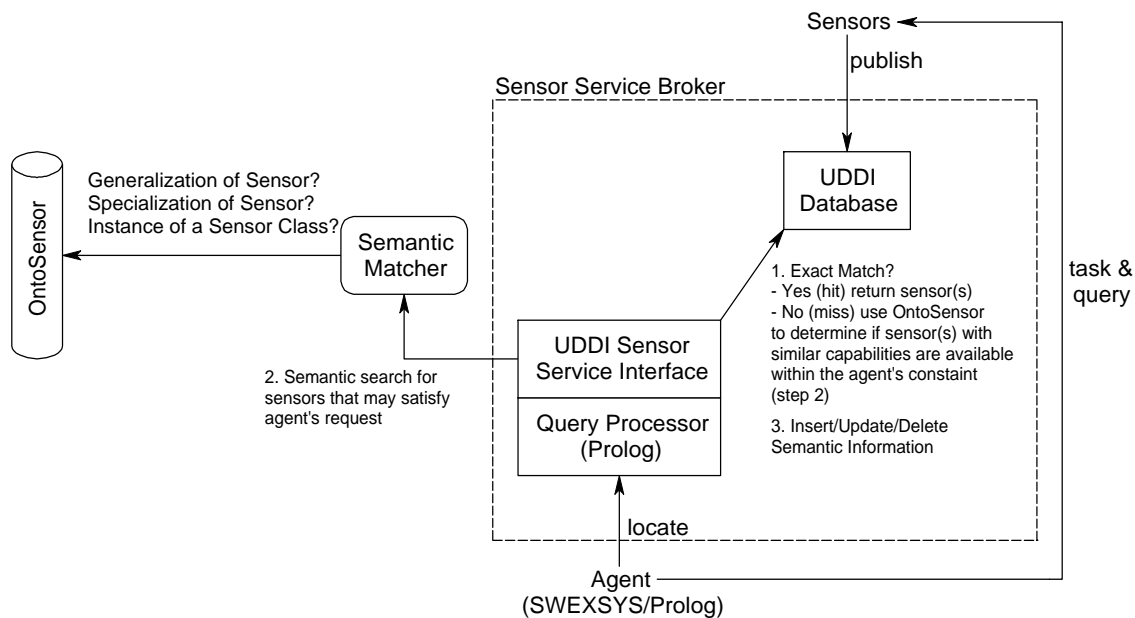 Sensors
publish
Sensor Service Broker
UDDI
Database
Generalization of Sensor?
Specialization of Sensor?
Instance of a Sensor Class?
OntoSensor
Semantic
Matcher
task &
query
1. Exact Match?
- Yes (hit) return sensor(s)
- No (miss) use OntoSensor
to determine if sensor(s) with
similar capabilities are available
within the agent's constaint
(step 2)
UDDI Sensor
Service Interface
2. Semantic search for
sensors that may satisfy
agent's request
3. Insert/Update/Delete
Semantic Information
Query Processor
(Prolog)
locate
Agent
(SWEXSYS/Prolog)